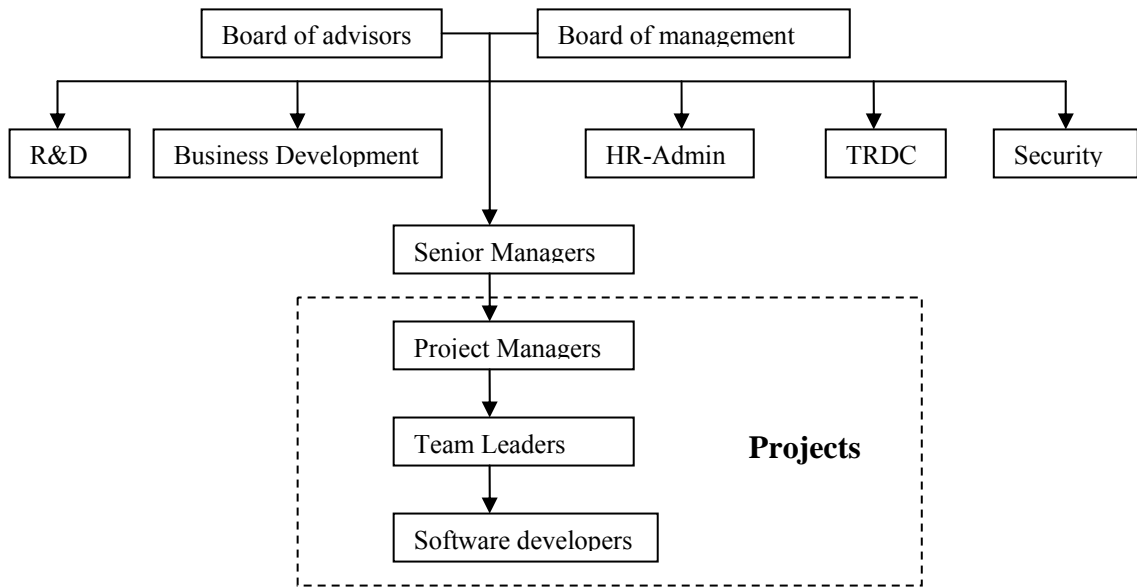 Board of advisors
Board of management
R&D
Business Development
HR-Admin
TRDC
Security
Senior Managers
Project Managers
Team Leaders
Projects
Software developers